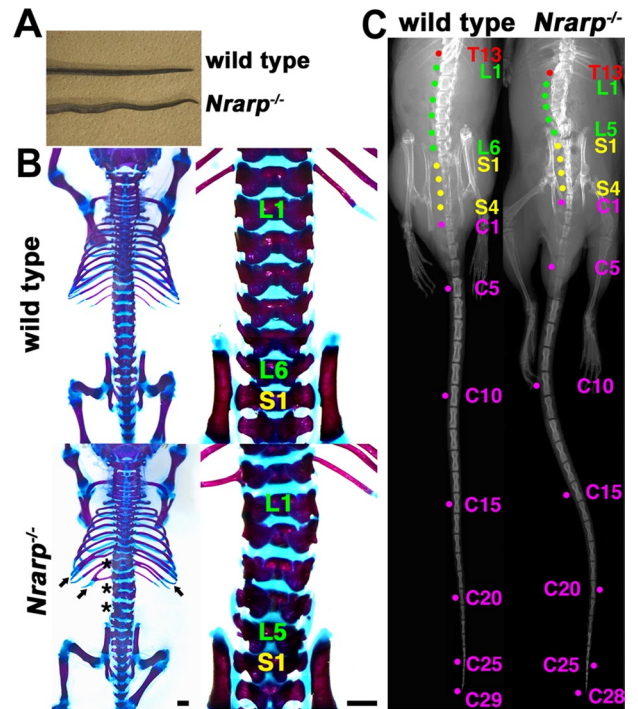 A
wild type
Nrarp-/-
B
wild type
L1
L6
S1
Nrarp-/-
*
*
*
L1
L5
S1
C
wild type
Nrarp-/-
T13
L1
L6
S1
S4
C1
C5
C10
C15
C20
C25
C29
T13
L1
L5
S1
S4
C1
C5
C10
C15
C20
C25
C28